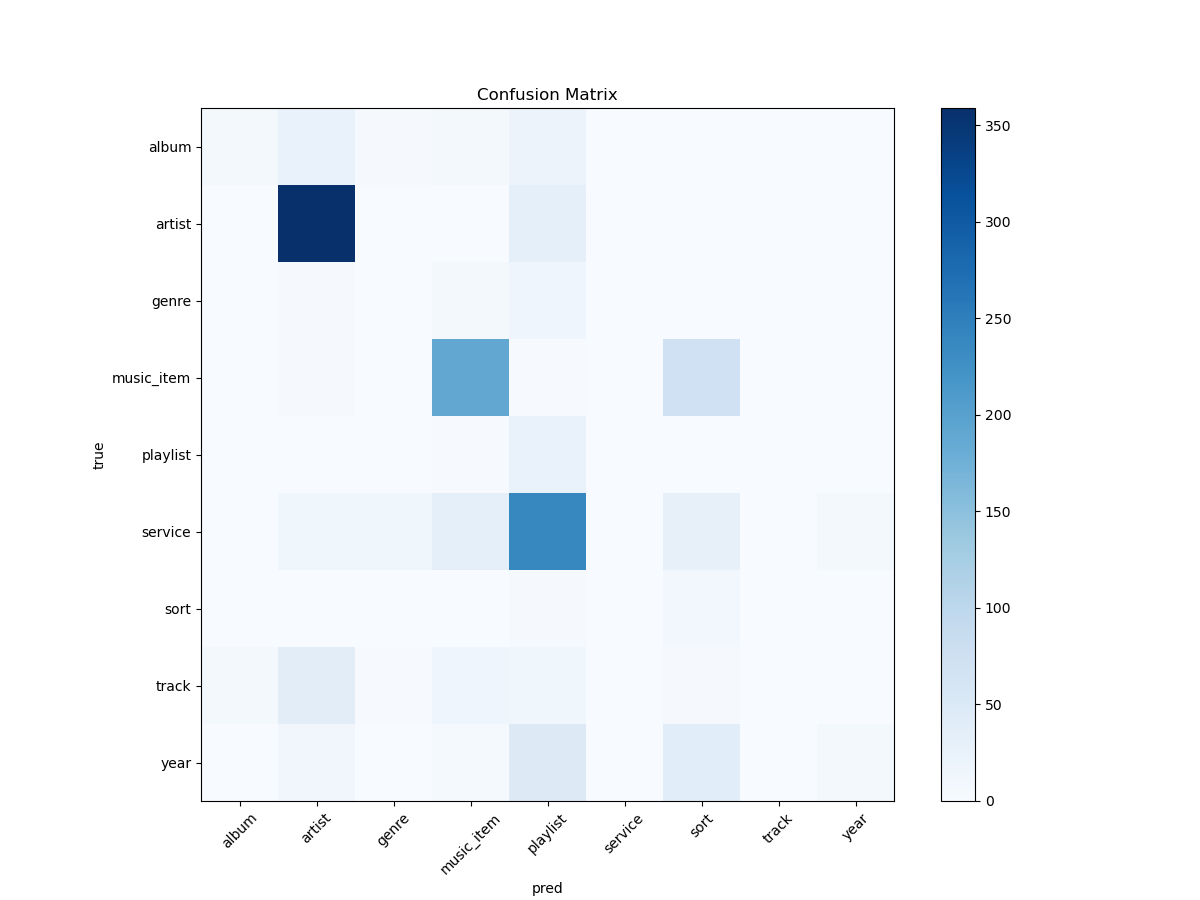 Confusion Matrix
true
album
artist
genre
music_item
playlist
service
sort
track
year
album
artist
genre
music_item
playlist
service
sort
track
year
pred
350
300
250
200
150
100
50
0